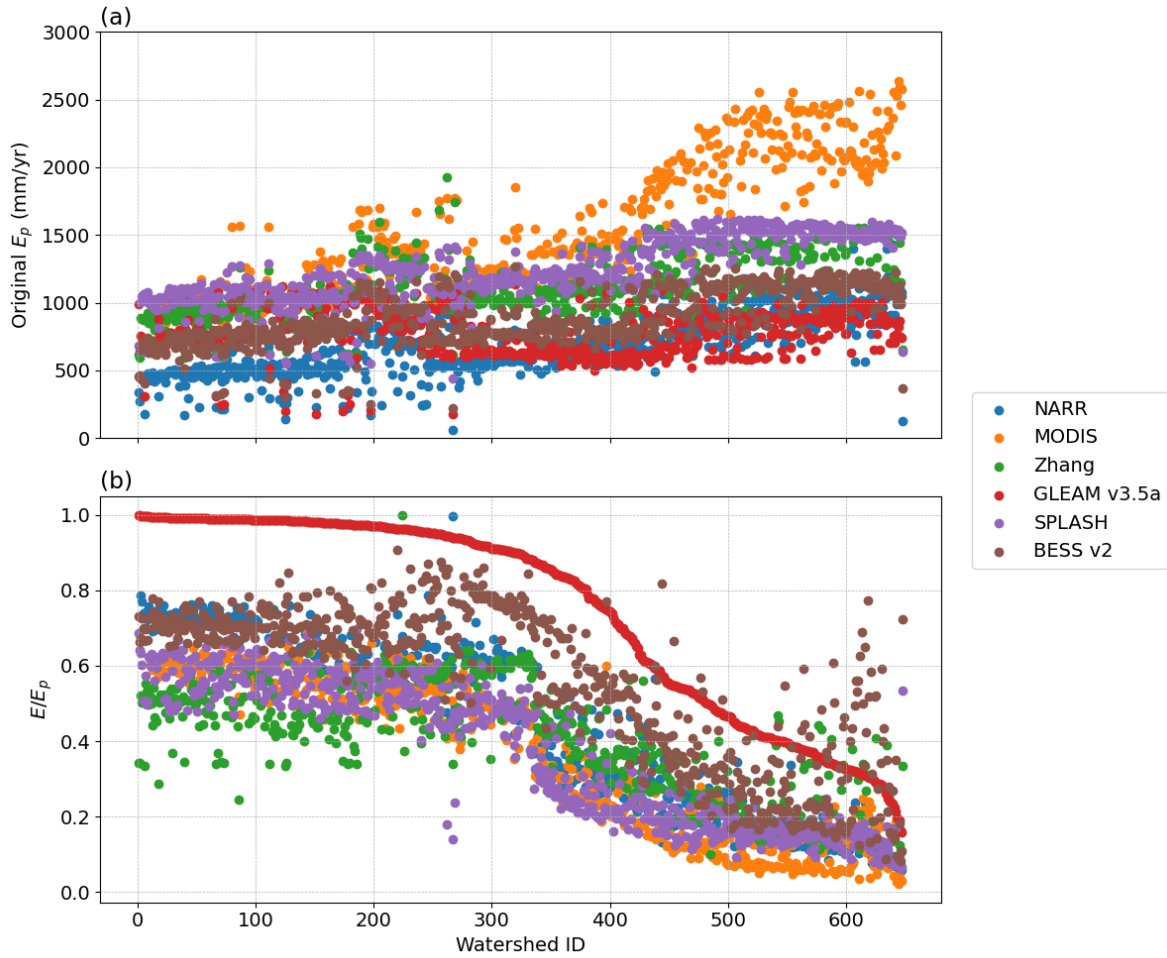 (a)
3000
2500
2000
1500
1000
500
0
Original Eₚ (mm/yr)
(b)
1.0
0.8
0.6
0.4
0.2
0.0
E/Eₚ
0 100 200 300 400 500 600
Watershed ID
NARR
MODIS
Zhang
GLEAM v3.5a
SPLASH
BESS v2